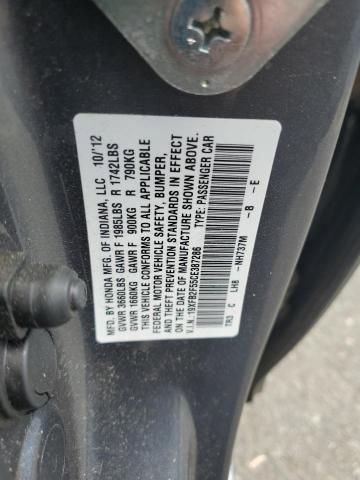 MFD. BY HONDA MFG. OF INDIANA, LLC 10/'12
GVWR 3660LBS GAWR F 1985LBS R 1742LBS
GVWR 1660KG GAWR F 900KG R 790KG
THIS VEHICLE CONFORMS TO ALL APPLICABLE
FEDERAL MOTOR VEHICLE SAFETY, BUMPER,
AND THEFT PREVENTION STANDARDS IN EFFECT
ON THE DATE OF MANUFACTURE SHOWN ABOVE.
V.I.N.:19XFB2F55CE387286 TYPE: PASSENGER CAR
TR3 C LHB -NH737M -B -E